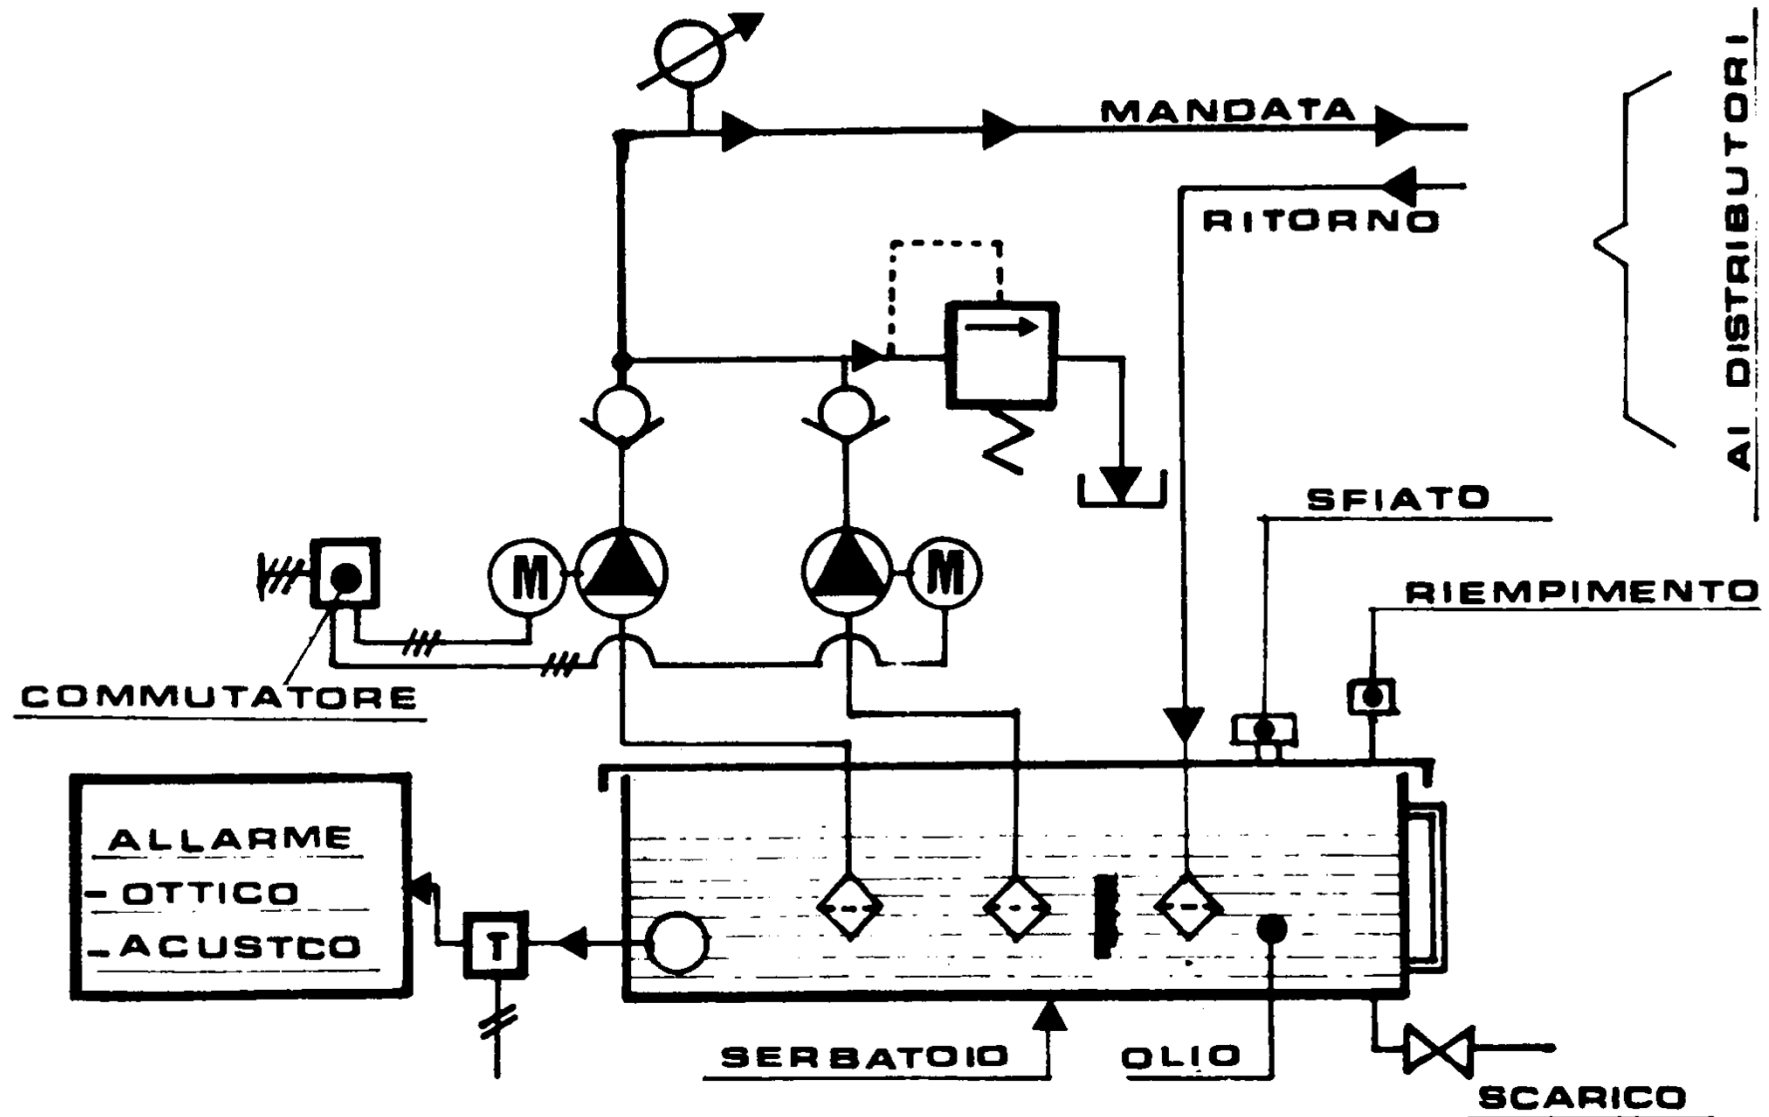 MANDATA
RITORNO
AI DISTRIBUTORI
SFIATO
RIEMPIMENTO
M
M
COMMUTATORE
ALLARME
- OTTICO
- ACUSTCO
T
SERBATOIO
OLIO
SCARICO